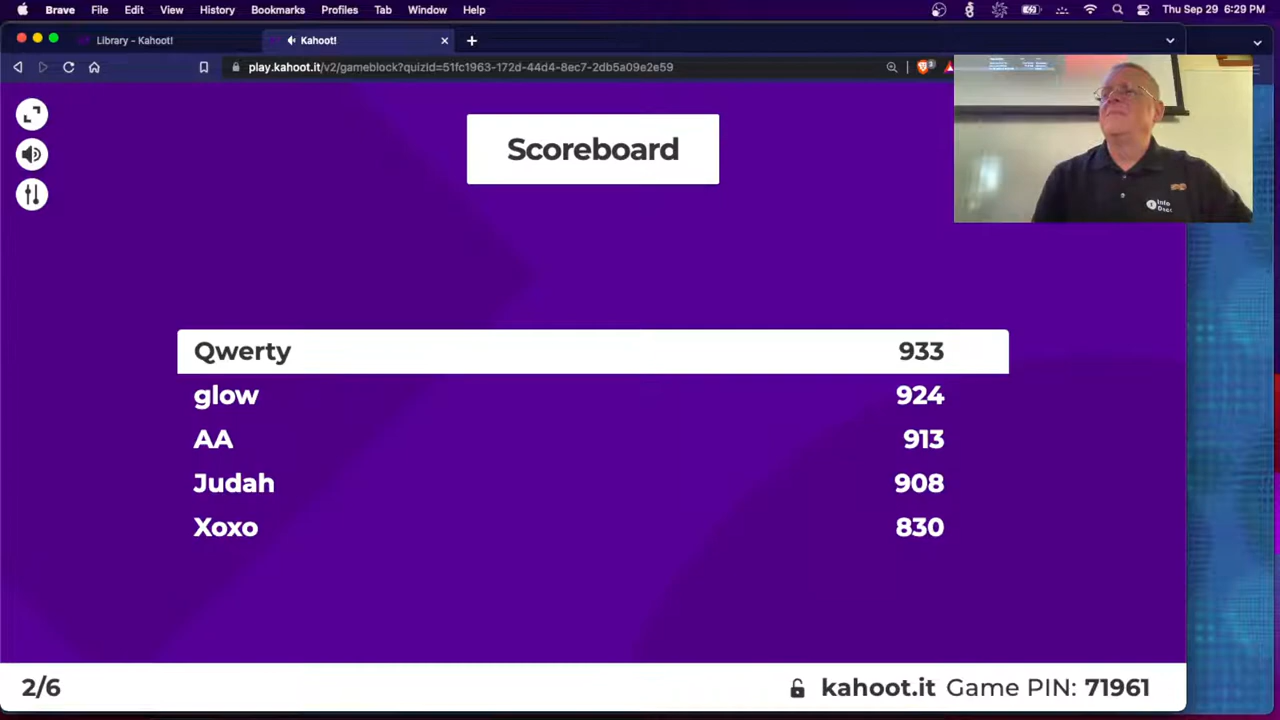 Brave File Edit View History Bookmarks Profiles Tab Window Help Thu Sep 29 6:29 PM
Library - Kahoot! Kahoot!
play.kahoot.it/v2/gameblock?quizId=51fc1963-172d-44d4-8ec7-2db5a09e2e59
Scoreboard
Info
Docs
Qwerty 933
glow 924
AA 913
Judah 908
Xoxo 830
2/6 kahoot.it Game PIN: 71961